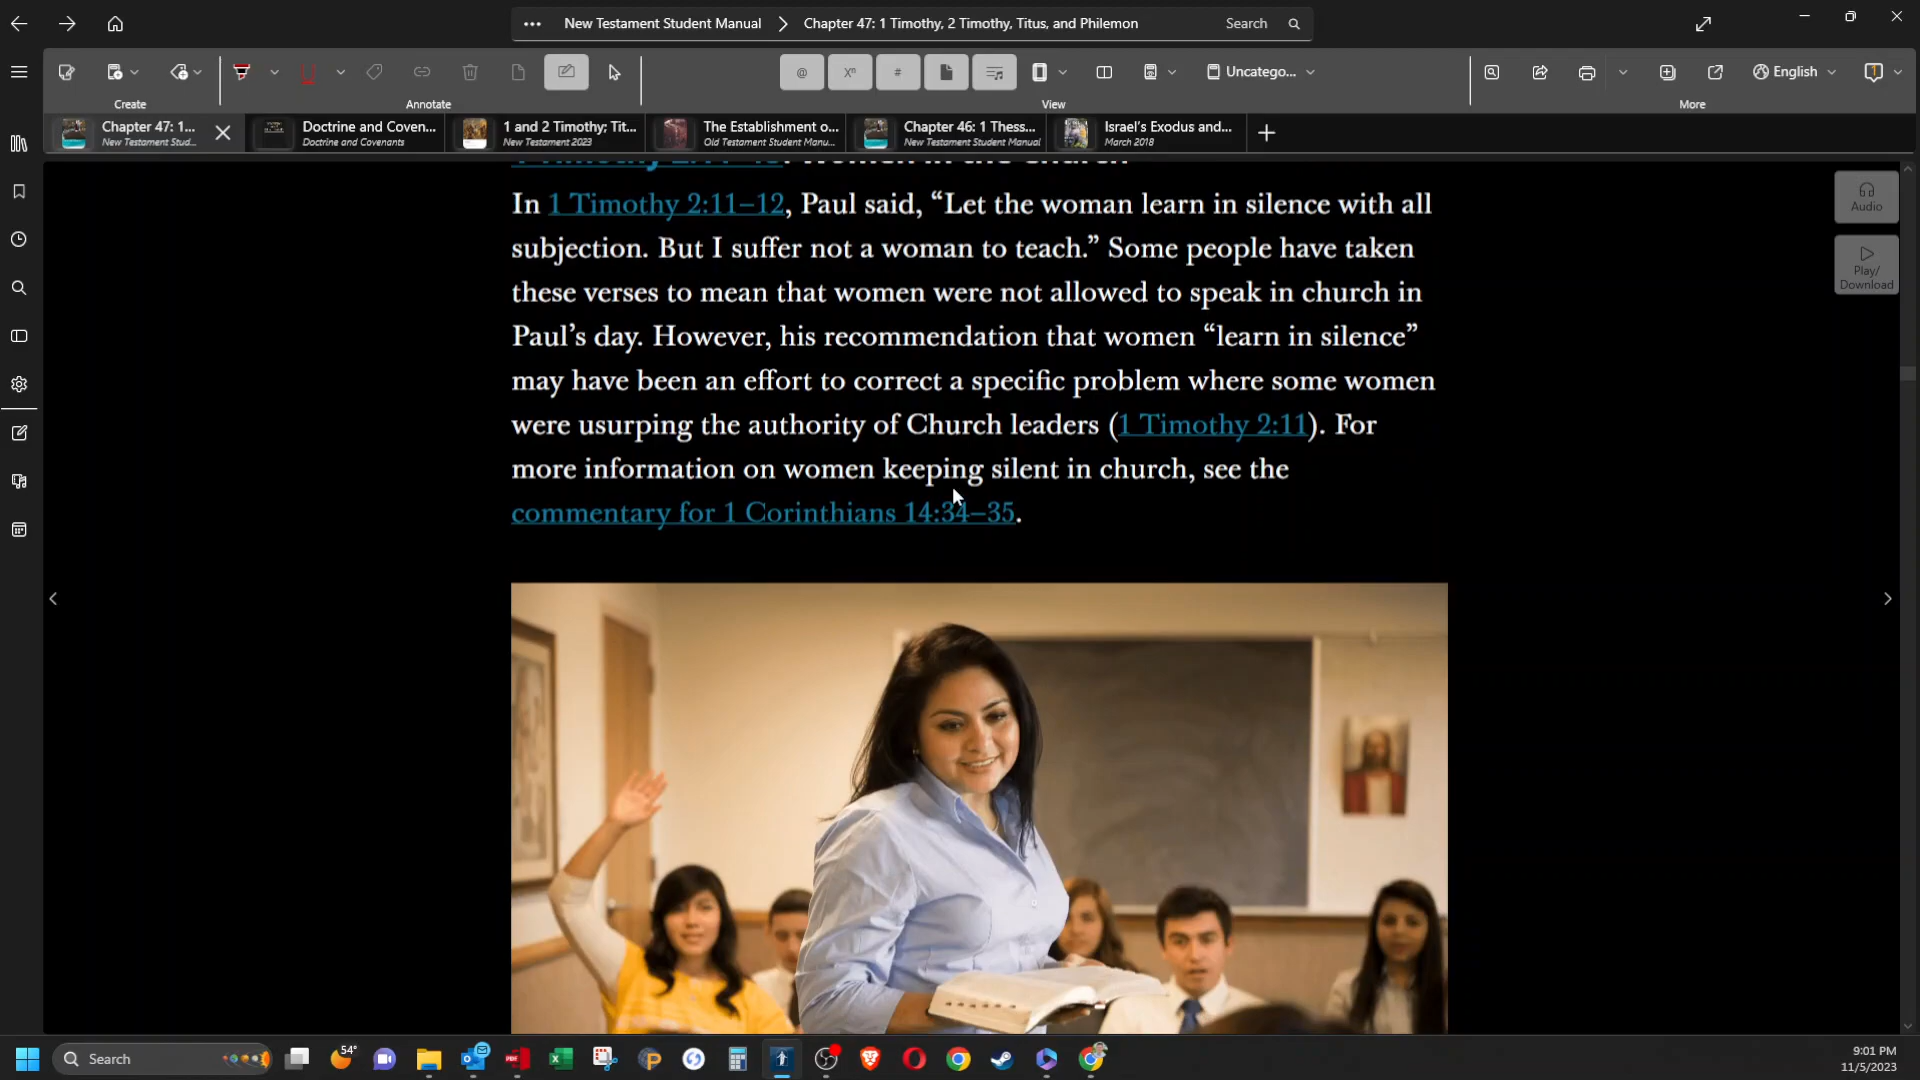 New Testament Student Manual
Chapter 47: 1 Timothy, 2 Timothy, Titus, and Philemon
Search
@
Xⁿ
#
Uncatego...
English
Create
Annotate
View
More
Chapter 47: 1...
New Testament Stud...
Doctrine and Coven...
Doctrine and Covenants
1 and 2 Timothy; Tit...
New Testament 2023
The Establishment o...
Old Testament Student Manu...
Chapter 46: 1 Thess...
New Testament Student Manual
Israel's Exodus and...
March 2018
Audio
Play/
Download
In 1 Timothy 2:11–12, Paul said, “Let the woman learn in silence with all
subjection. But I suffer not a woman to teach.” Some people have taken
these verses to mean that women were not allowed to speak in church in
Paul’s day. However, his recommendation that women “learn in silence”
may have been an effort to correct a specific problem where some women
were usurping the authority of Church leaders (1 Timothy 2:11). For
more information on women keeping silent in church, see the
commentary for 1 Corinthians 14:34–35.
Search
54°
PDF
9:01 PM
11/5/2023